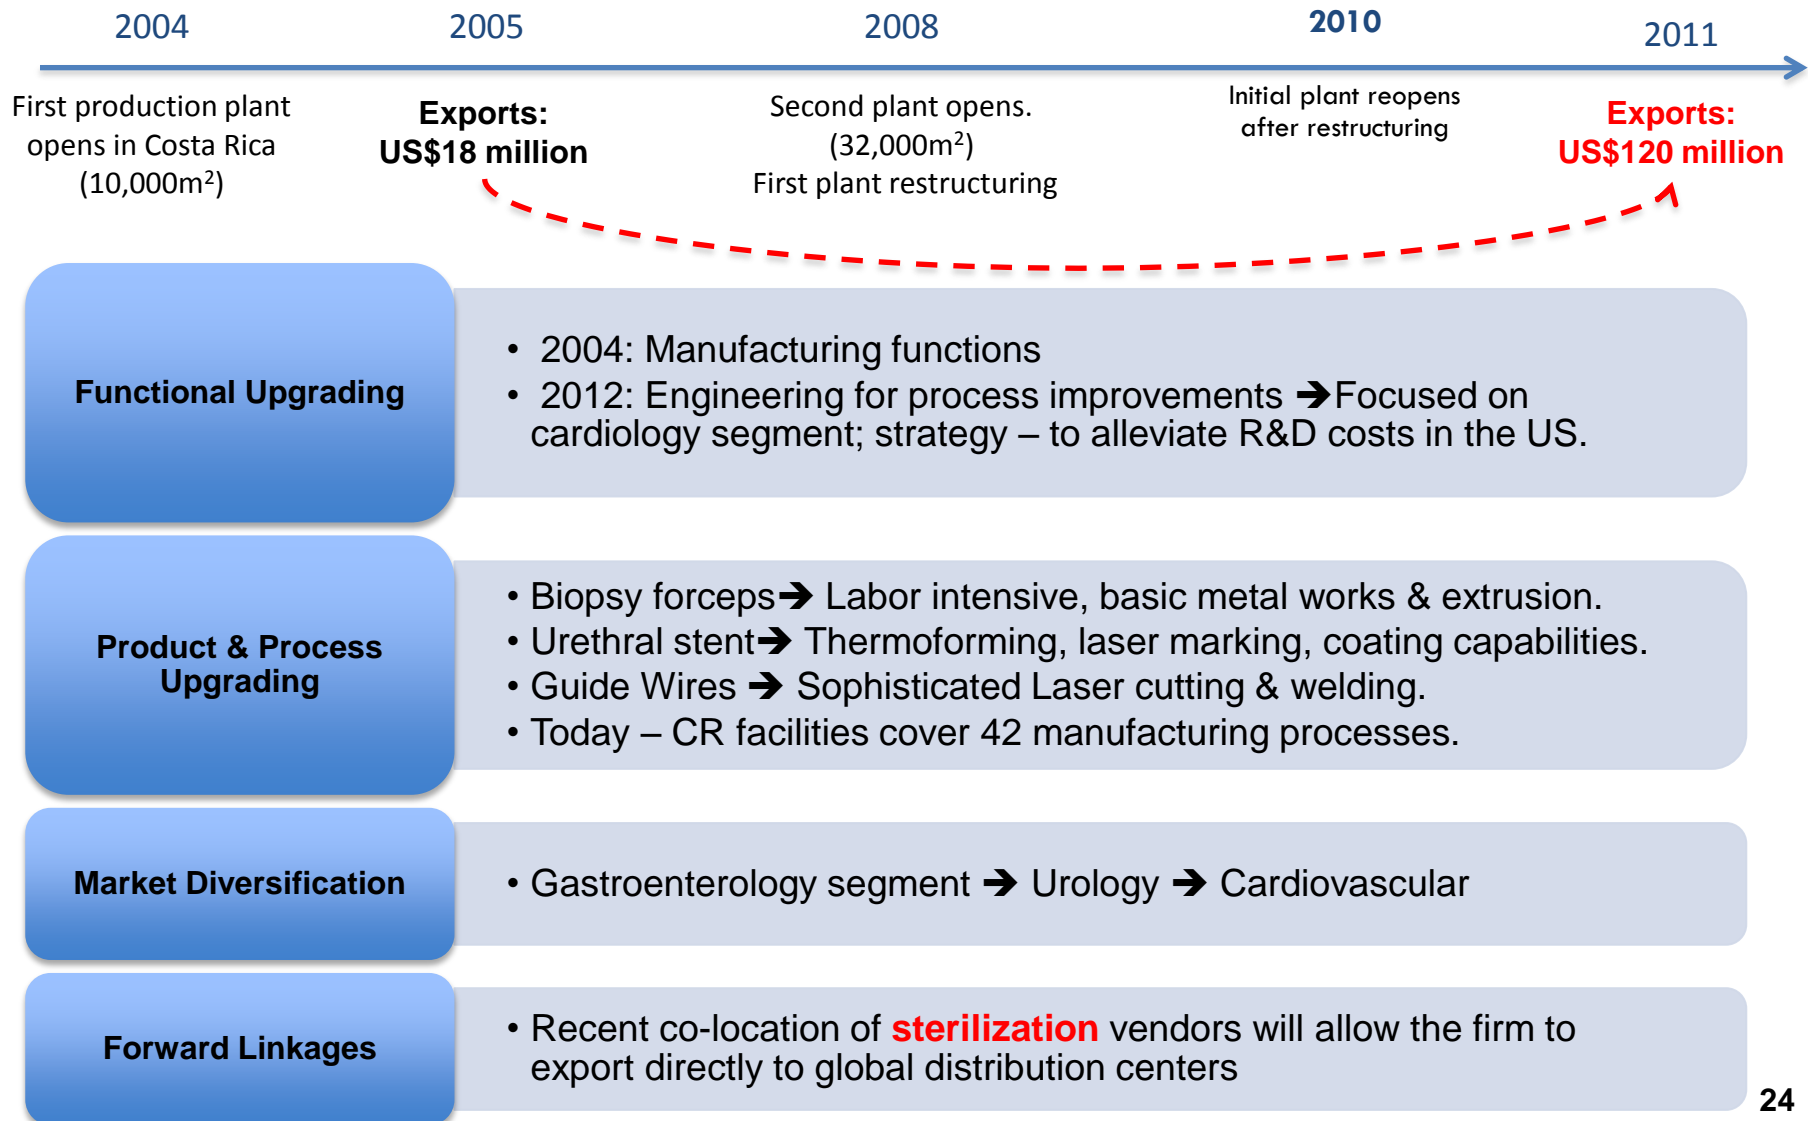 2004 2005 2008 2010 2011
First production plant
opens in Costa Rica
(10,000m²)
Exports:
US$18 million
Second plant opens.
(32,000m²)
First plant restructuring
Initial plant reopens
after restructuring
Exports:
US$120 million
Functional Upgrading
• 2004: Manufacturing functions
• 2012: Engineering for process improvements ➔Focused on
cardiology segment; strategy – to alleviate R&D costs in the US.
Product & Process
Upgrading
• Biopsy forceps➔ Labor intensive, basic metal works & extrusion.
• Urethral stent➔ Thermoforming, laser marking, coating capabilities.
• Guide Wires ➔ Sophisticated Laser cutting & welding.
• Today – CR facilities cover 42 manufacturing processes.
Market Diversification
• Gastroenterology segment ➔ Urology ➔ Cardiovascular
Forward Linkages
• Recent co-location of sterilization vendors will allow the firm to
export directly to global distribution centers
24